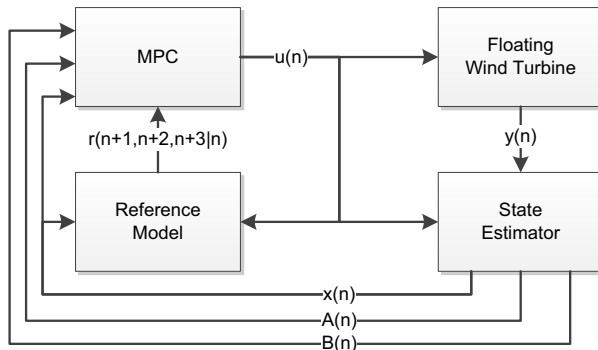 MPC
u(n)
Floating
Wind Turbine
r(n+1,n+2,n+3|n)
y(n)
Reference
Model
State
Estimator
x(n)
A(n)
B(n)